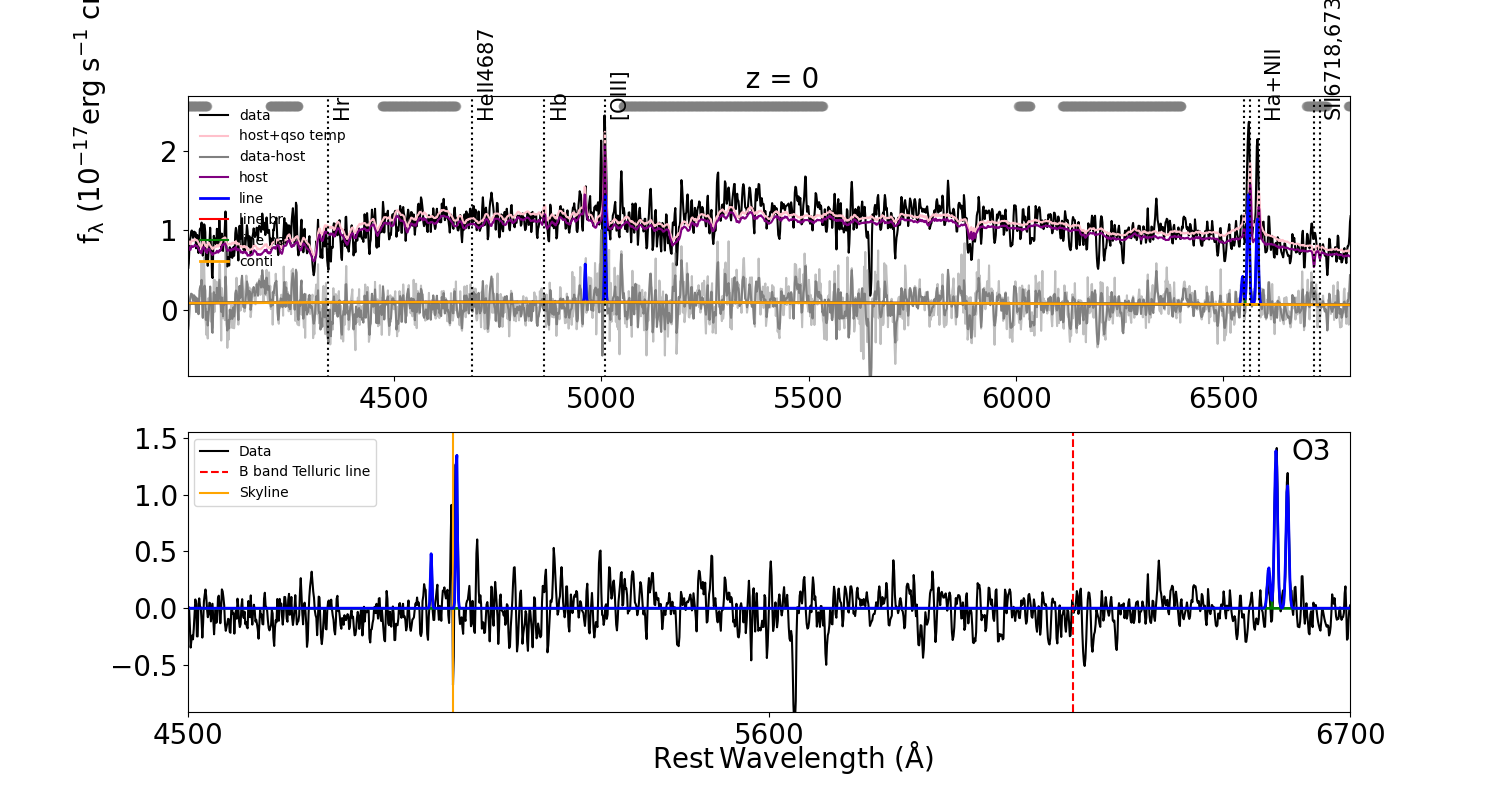 z = 0
f_λ (10^{-17} erg s^{-1}
Hr
HeII4687
Hb
[OIII]
Ha+NII
SII6718,673
data
host+qso temp
data-host
host
line
line br
conti
2
1
0
4500 5000 5500 6000 6500
Data
B band Telluric line
Skyline
O3
1.5
1.0
0.5
0.0
−0.5
4500 5600 6700
Rest Wavelength (Å)